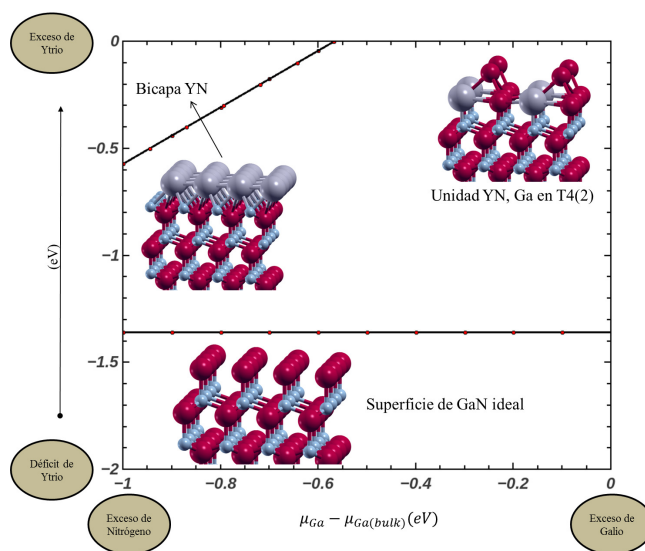 Exceso de
Ytrio
0
Bicapa YN
−0.5
Unidad YN, Ga en T4(2)
(eV)
−1
−1.5
Superficie de GaN ideal
Déficit de
Ytrio
−2
−1
−0.8
−0.6
−0.4
−0.2
0
Exceso de
Nitrógeno
μGa − μGa(bulk)(eV)
Exceso de
Galio